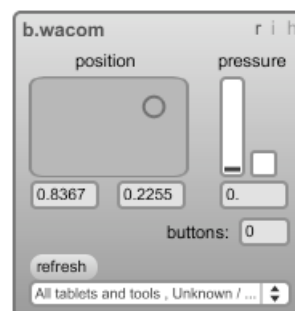 b.wacom r i h
position pressure
0.8367 0.2255 0.
buttons: 0
refresh
All tablets and tools , Unknown / ...